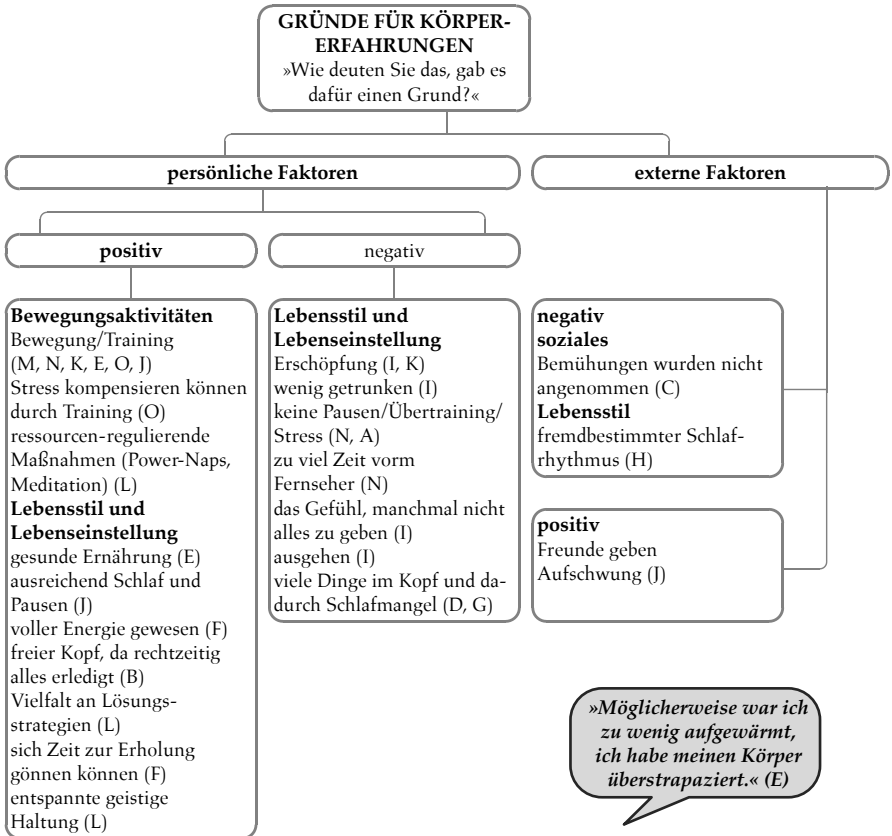 GRÜNDE FÜR KÖRPER-
ERFAHRUNGEN
»Wie deuten Sie das, gab es
dafür einen Grund?«
persönliche Faktoren
externe Faktoren
positiv
negativ
Bewegungsaktivitäten
Bewegung/Training
(M, N, K, E, O, J)
Stress kompensieren können
durch Training (O)
ressourcen-regulierende
Maßnahmen (Power-Naps,
Meditation) (L)
Lebensstil und
Lebenseinstellung
gesunde Ernährung (E)
ausreichend Schlaf und
Pausen (J)
voller Energie gewesen (F)
freier Kopf, da rechtzeitig
alles erledigt (B)
Vielfalt an Lösungs-
strategien (L)
sich Zeit zur Erholung
gönnen können (F)
entspannte geistige
Haltung (L)
Lebensstil und
Lebenseinstellung
Erschöpfung (I, K)
wenig getrunken (I)
keine Pausen/Übertraining/
Stress (N, A)
zu viel Zeit vorm
Fernseher (N)
das Gefühl, manchmal nicht
alles zu geben (I)
ausgehen (I)
viele Dinge im Kopf und da-
durch Schlafmangel (D, G)
negativ
soziales
Bemühungen wurden nicht
angenommen (C)
Lebensstil
fremdbestimmter Schlaf-
rhythmus (H)
positiv
Freunde geben
Aufschwung (J)
»Möglicherweise war ich
zu wenig aufgewärmt,
ich habe meinen Körper
überstrapaziert.« (E)